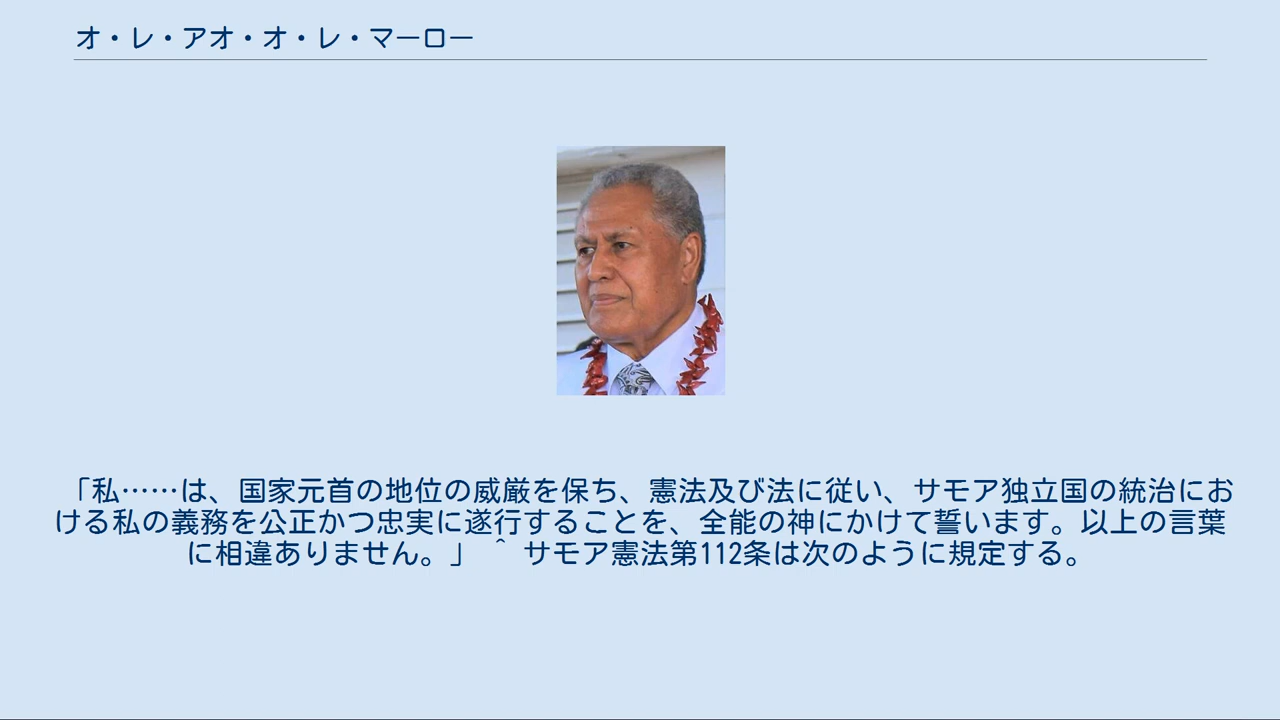 オ・レ・アオ・オ・レ・マーロー
「私……は、国家元首の地位の威厳を保ち、憲法及び法に従い、サモア独立国の統治にお
ける私の義務を公正かつ忠実に遂行することを、全能の神にかけて誓います。以上の言葉
に相違ありません。」 ^ サモア憲法第112条は次のように規定する。